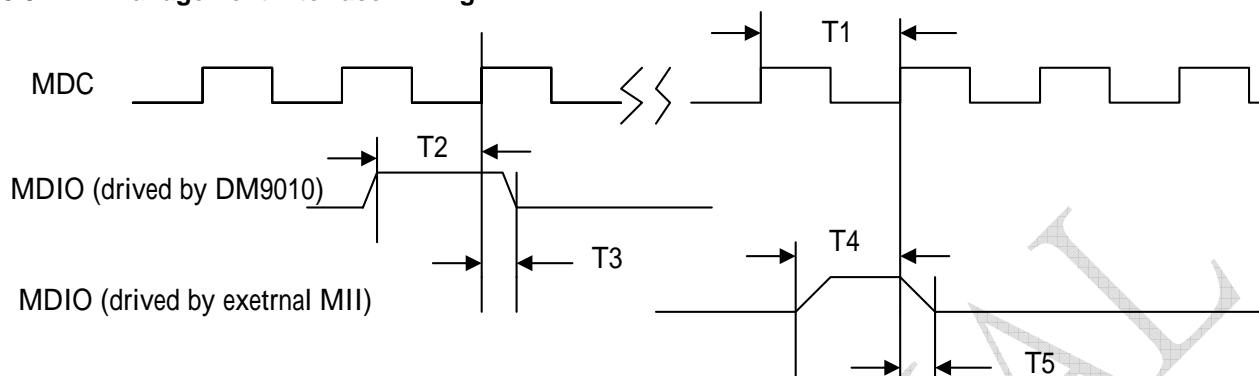 T1
MDC
T2
MDIO (drived by DM9010)
T4
T3
MDIO (drived by exetrnal MII)
T5